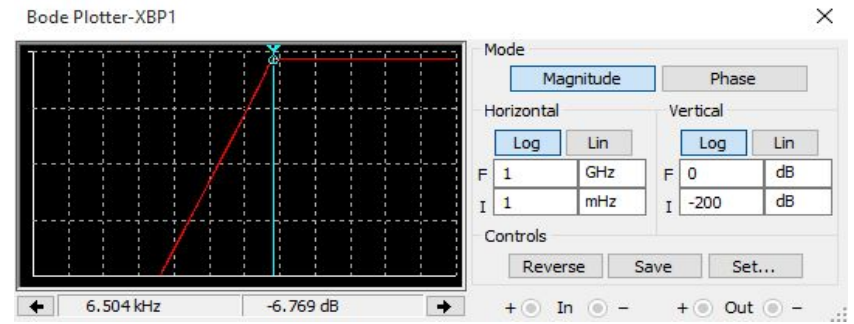 Bode Plotter-XBP1
Mode
Magnitude Phase
Horizontal Vertical
Log Lin Log Lin
F 1 GHz F 0 dB
I 1 mHz I -200 dB
Controls
Reverse Save Set...
6.504 kHz -6.769 dB + In - + Out -